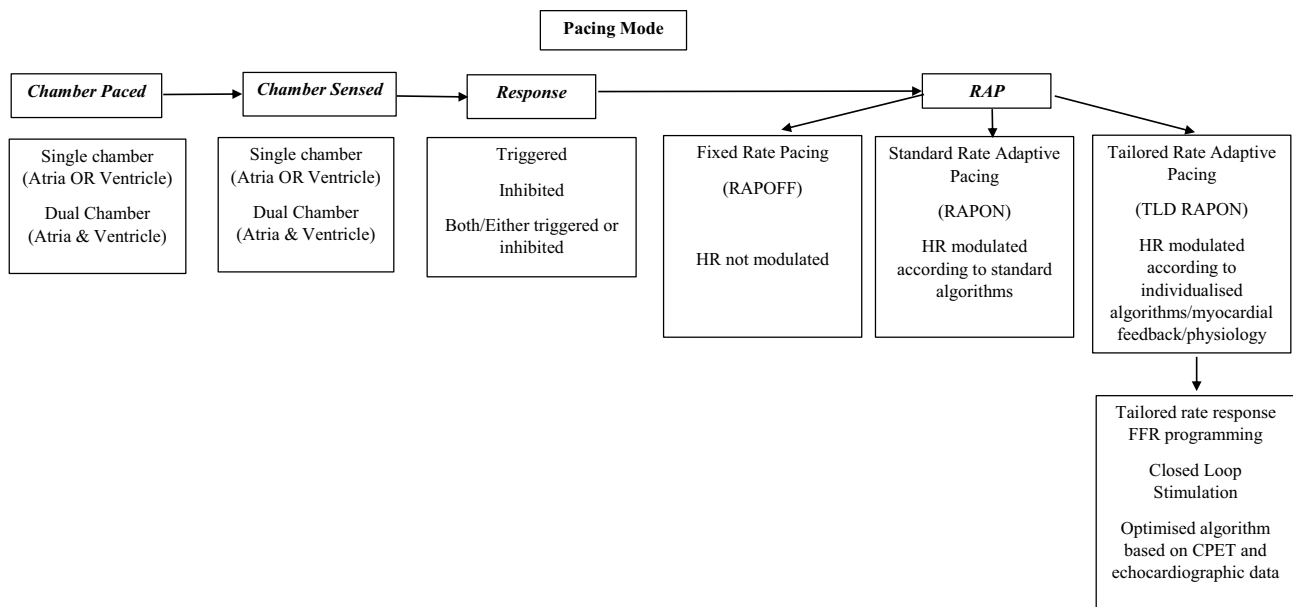 Pacing Mode
Chamber Paced
Chamber Sensed
Response
RAP
Single chamber
(Atria OR Ventricle)
Dual Chamber
(Atria & Ventricle)
Single chamber
(Atria OR Ventricle)
Dual Chamber
(Atria & Ventricle)
Triggered
Inhibited
Both/Either triggered or
inhibited
Fixed Rate Pacing
(RAPOFF)
HR not modulated
Standard Rate Adaptive
Pacing
(RAPON)
HR modulated
according to standard
algorithms
Tailored Rate Adaptive
Pacing
(TLD RAPON)
HR modulated
according to
individualised
algorithms/myocardial
feedback/physiology
Tailored rate response
FFR programming
Closed Loop
Stimulation
Optimised algorithm
based on CPET and
echocardiographic data